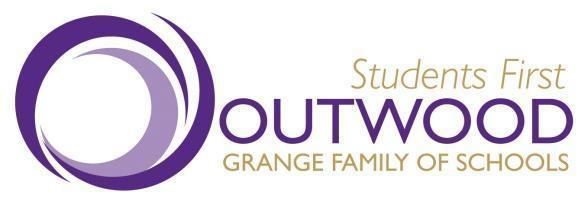 Students First
OUTWOOD
GRANGE FAMILY OF SCHOOLS